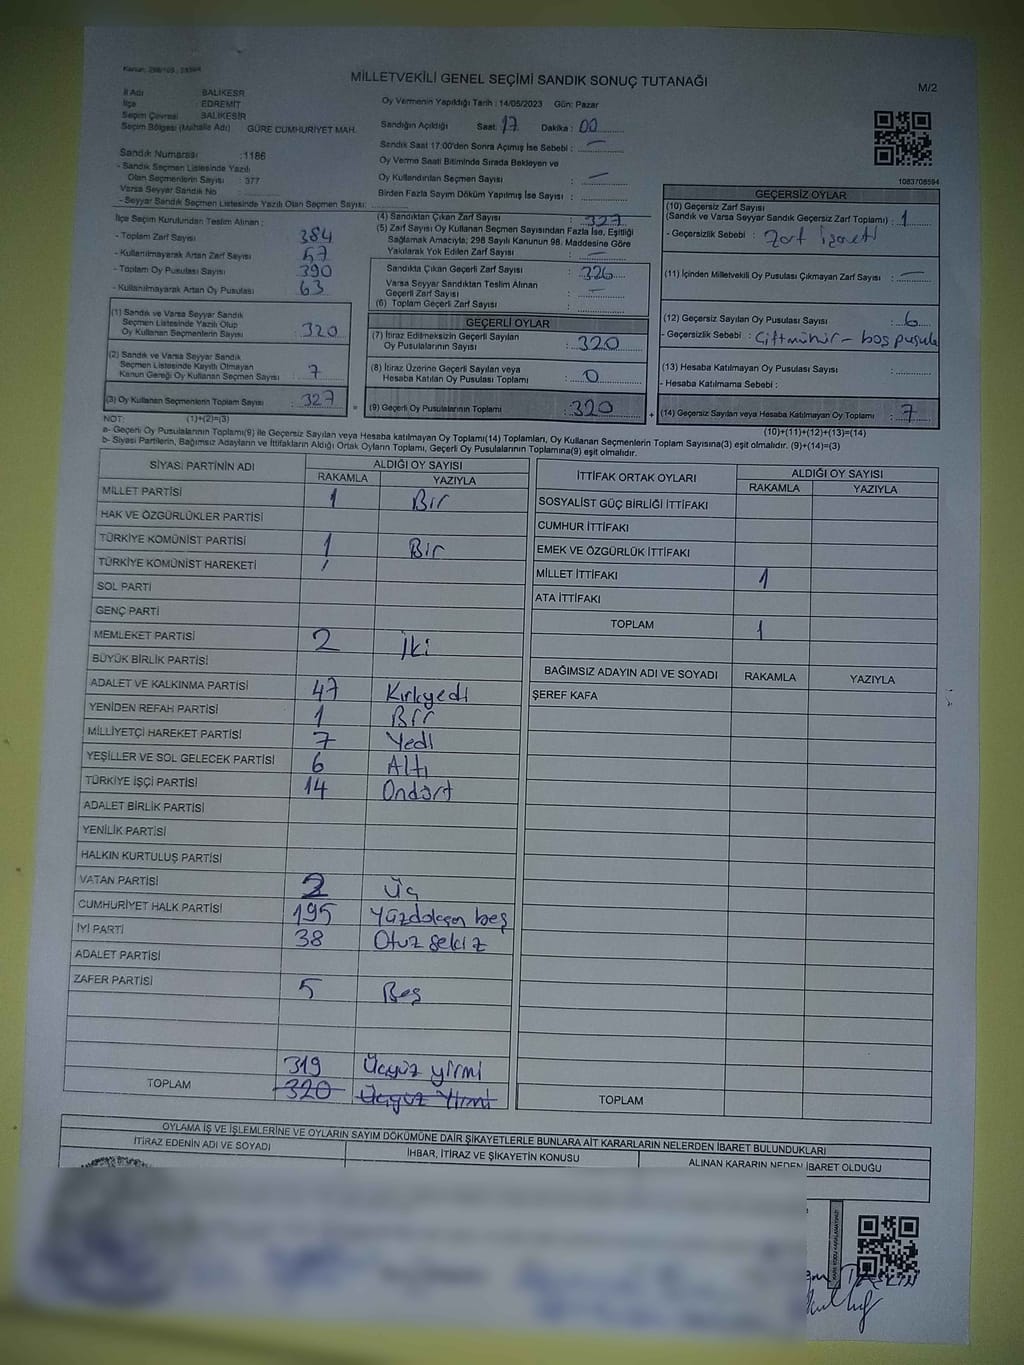 Kanun: 298/105 , 2839/4
MİLLETVEKİLİ GENEL SEÇİMİ SANDIK SONUÇ TUTANAĞI
M/2
İl Adı : BALIKESİR
İlçe : EDREMİT
Seçim Çevresi : BALIKESİR
Seçim Bölgesi (Mahalle Adı) GÜRE CUMHURİYET MAH.
Sandık Numarası : 1186
- Sandık Seçmen Listesinde Yazılı
Olan Seçmenlerin Sayısı : 377
Varsa Seyyar Sandık No :
- Seyyar Sandık Seçmen Listesinde Yazılı Olan Seçmen Sayısı:
İlçe Seçim Kurulundan Teslim Alınan :
- Toplam Zarf Sayısı : 384
- Kullanılmayarak Artan Zarf Sayısı : 57
- Toplam Oy Pusulası Sayısı : 390
- Kullanılmayarak Artan Oy Pusulası : 63
(1) Sandık ve Varsa Seyyar Sandık
Seçmen Listesinde Yazılı Olup
Oy Kullanan Seçmenlerin Sayısı : 320
(2) Sandık ve Varsa Seyyar Sandık
Seçmen Listesinde Kayıtlı Olmayan
Kanun Gereği Oy Kullanan Seçmen Sayısı : 7
(3) Oy Kullanan Seçmenlerin Toplam Sayısı : 327
Oy Vermenin Yapıldığı Tarih : 14/05/2023 Gün: Pazar
Sandığın Açıldığı Saat: 17 Dakika : 00
Sandık Saat 17:00'den Sonra Açımış İse Sebebi : —
Oy Verme Saati Bitiminde Sırada Bekleyen ve
Oy Kullandırılan Seçmen Sayısı : —
Birden Fazla Sayım Döküm Yapılmış İse Sayısı :
(4) Sandıktan Çıkan Zarf Sayısı : 327
(5) Zarf Sayısı Oy Kullanan Seçmen Sayısından Fazla İse, Eşitliği
Sağlamak Amacıyla; 298 Sayılı Kanunun 98. Maddesine Göre
Yakılarak Yok Edilen Zarf Sayısı : —
Sandıkta Çıkan Geçerli Zarf Sayısı : 326
Varsa Seyyar Sandıktan Teslim Alınan
Geçerli Zarf Sayısı : —
(6) Toplam Geçerli Zarf Sayısı :
GEÇERLİ OYLAR
(7) İtiraz Edilmeksizin Geçerli Sayılan
Oy Pusulalarının Sayısı : 320
(8) İtiraz Üzerine Geçerli Sayılan veya
Hesaba Katılan Oy Pusulası Toplamı : 0
(9) Geçerli Oy Pusulalarının Toplamı : 320
1083708594
GEÇERSİZ OYLAR
(10) Geçersiz Zarf Sayısı
(Sandık ve Varsa Seyyar Sandık Geçersiz Zarf Toplamı) : 1
- Geçersizlik Sebebi : Zarf işareti
(11) İçinden Milletvekili Oy Pusulası Çıkmayan Zarf Sayısı : —
(12) Geçersiz Sayılan Oy Pusulası Sayısı : 6
- Geçersizlik Sebebi : Çiftmühür - boş pusula
(13) Hesaba Katılmayan Oy Pusulası Sayısı :
- Hesaba Katılmama Sebebi :
(14) Geçersiz Sayılan veya Hesaba Katılmayan Oy Toplamı : 7
NOT: (1)+(2)=(3)
(10)+(11)+(12)+(13)=(14)
a- Geçerli Oy Pusulalarının Toplamı(9) ile Geçersiz Sayılan veya Hesaba katılmayan Oy Toplamı(14) Toplamları, Oy Kullanan Seçmenlerin Toplam Sayısına(3) eşit olmalıdır. (9)+(14)=(3)
b- Siyasi Partilerin, Bağımsız Adayların ve İttifakların Aldığı Ortak Oyların Toplamı, Geçerli Oy Pusulalarının Toplamına(9) eşit olmalıdır.
SİYASİ PARTİNİN ADI ALDIĞI OY SAYISI
RAKAMLA YAZIYLA
MİLLET PARTİSİ 1 Bir
HAK VE ÖZGÜRLÜKLER PARTİSİ
TÜRKİYE KOMÜNİST PARTİSİ 1 Bir
TÜRKİYE KOMÜNİST HAREKETİ
SOL PARTİ
GENÇ PARTİ
MEMLEKET PARTİSİ 2 İki
BÜYÜK BİRLİK PARTİSİ
ADALET VE KALKINMA PARTİSİ 47 Kırkyedi
YENİDEN REFAH PARTİSİ 1 Bir
MİLLİYETÇİ HAREKET PARTİSİ 7 Yedi
YEŞİLLER VE SOL GELECEK PARTİSİ 6 Altı
TÜRKİYE İŞÇİ PARTİSİ 14 Ondört
ADALET BİRLİK PARTİSİ
YENİLİK PARTİSİ
HALKIN KURTULUŞ PARTİSİ
VATAN PARTİSİ Üç
CUMHURİYET HALK PARTİSİ 195 Yüzdoksan beş
İYİ PARTİ 38 Otuz sekiz
ADALET PARTİSİ
ZAFER PARTİSİ 5 Beş
319 Üçyüz yirmi
TOPLAM 320 Üçyüz Yirmi
İTTİFAK ORTAK OYLARI ALDIĞI OY SAYISI
RAKAMLA YAZIYLA
SOSYALİST GÜÇ BİRLİĞİ İTTİFAKI
CUMHUR İTTİFAKI
EMEK VE ÖZGÜRLÜK İTTİFAKI
MİLLET İTTİFAKI 1
ATA İTTİFAKI
TOPLAM 1
BAĞIMSIZ ADAYIN ADI VE SOYADI RAKAMLA YAZIYLA
ŞEREF KAFA
TOPLAM
OYLAMA İŞ VE İŞLEMLERİNE VE OYLARIN SAYIM DÖKÜMÜNE DAİR ŞİKAYETLERLE BUNLARA AİT KARARLARIN NELERDEN İBARET BULUNDUKLARI
İTİRAZ EDENİN ADI VE SOYADI İHBAR, İTİRAZ VE ŞİKAYETİN KONUSU ALINAN KARARIN NEDEN İBARET OLDUĞU